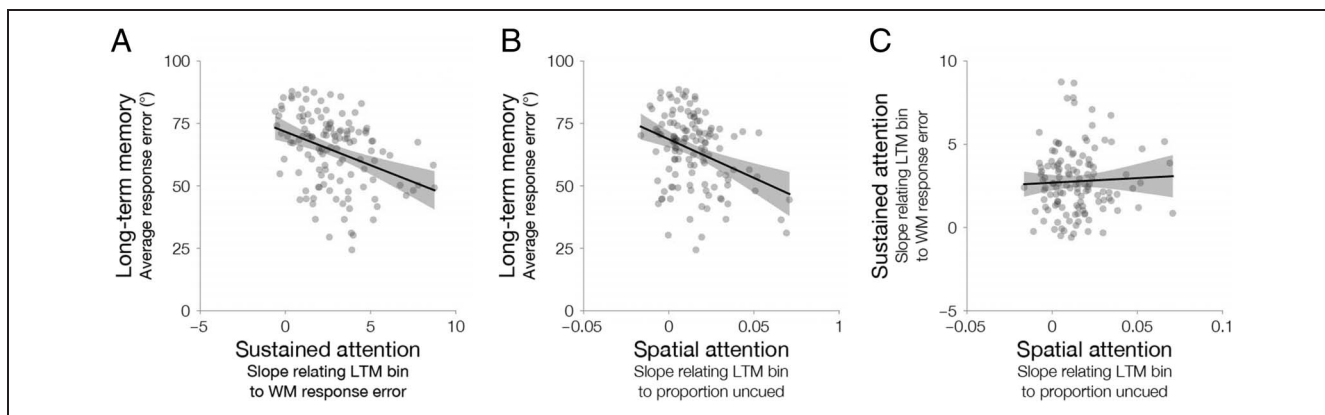 A
Long-term memory
Average response error (°)
100
75
50
25
0
−5
0
5
10
Sustained attention
Slope relating LTM bin
to WM response error
B
Long-term memory
Average response error (°)
100
75
50
25
0
−0.05
0
0.05
1
Spatial attention
Slope relating LTM bin
to proportion uncued
C
Sustained attention
Slope relating LTM bin
to WM response error
10
5
0
−5
−0.05
0
0.05
0.1
Spatial attention
Slope relating LTM bin
to proportion uncued